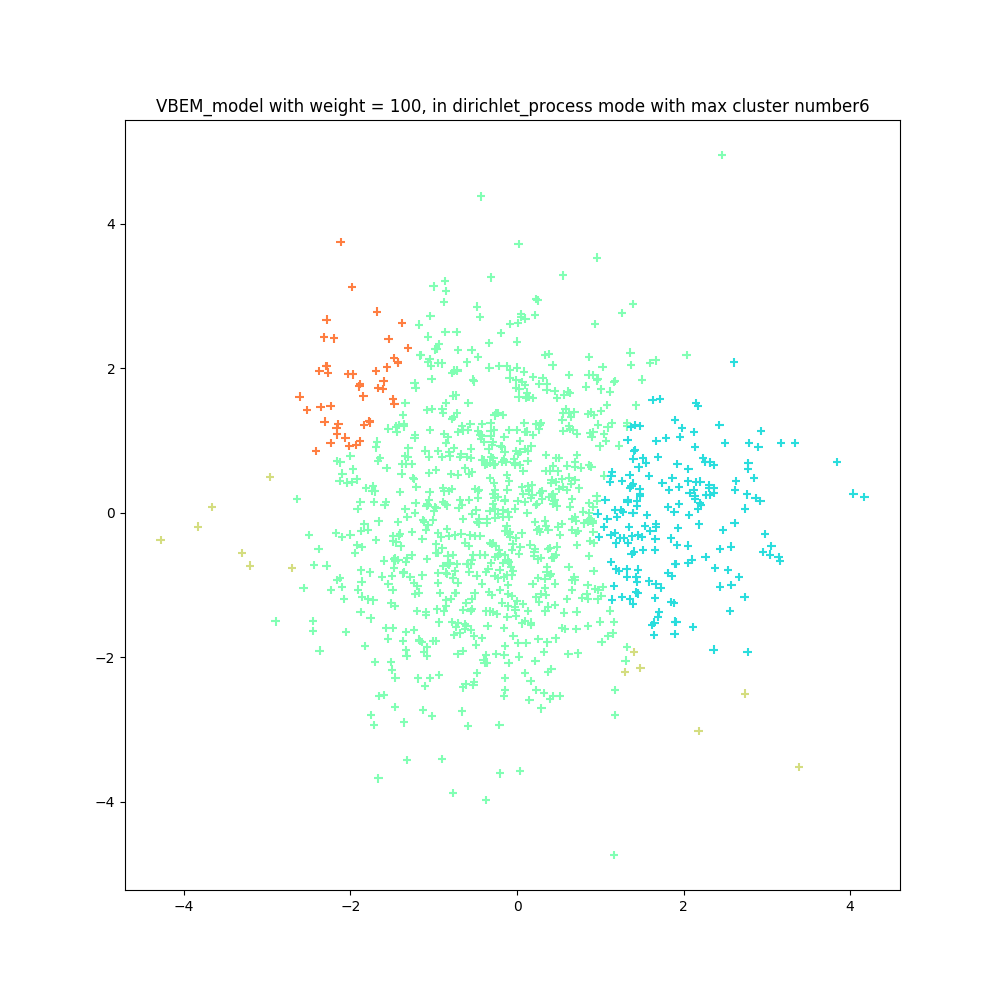 VBEM_model with weight = 100, in dirichlet_process mode with max cluster number6
4
2
0
−2
−4
−4 −2 0 2 4